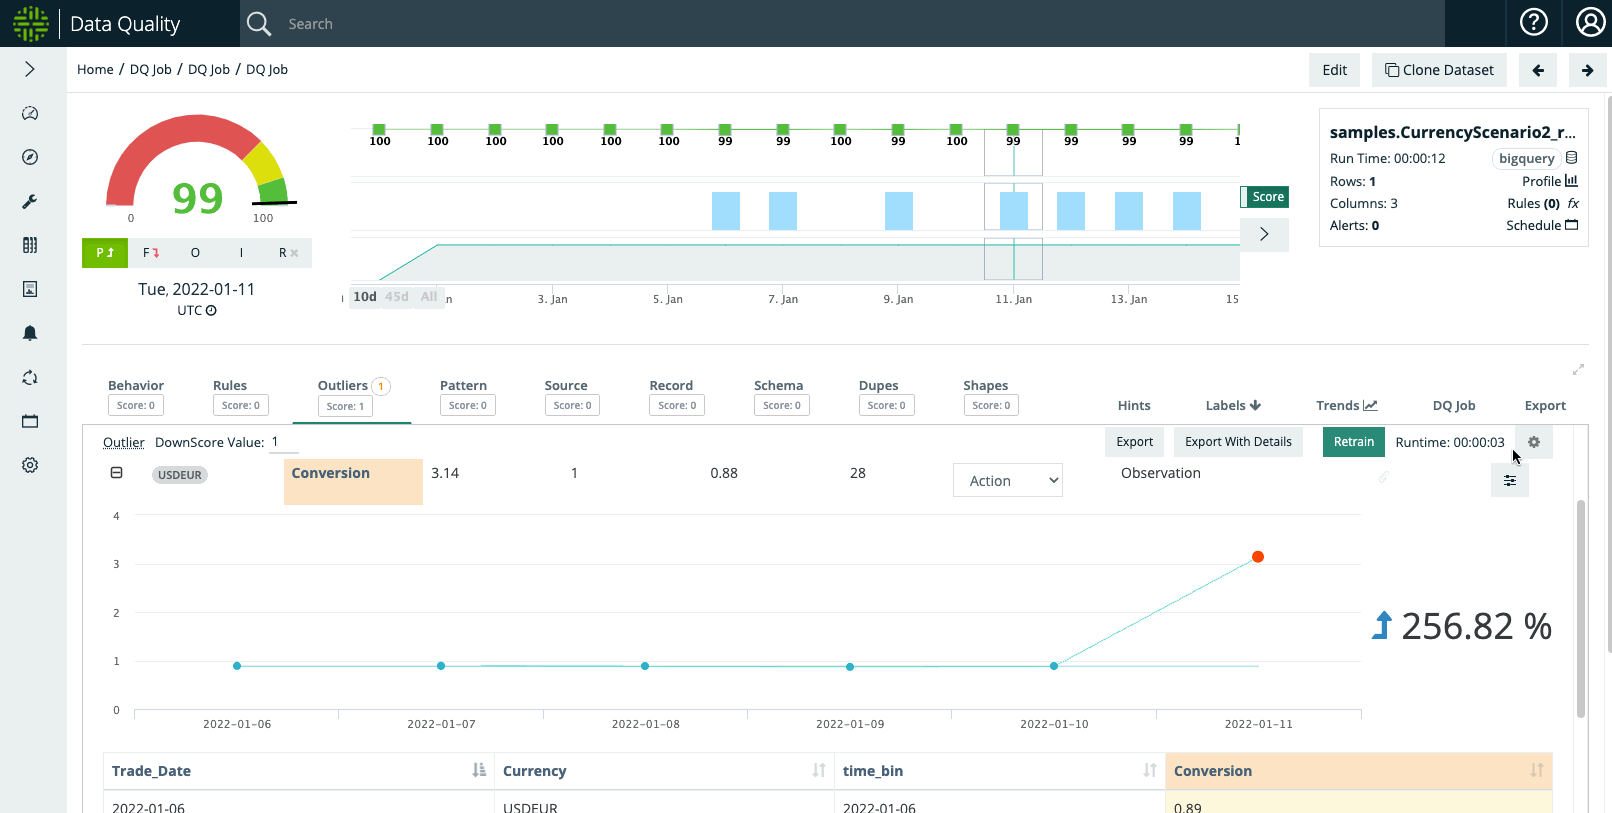 Data Quality
Search
Home / DQ Job / DQ Job / DQ Job
Edit
Clone Dataset
99
0
100
P
F
O
I
R
Tue, 2022-01-11
UTC
100 100 100 100 100 100 99 99 100 99 100 99 99 99 99 1
Score
10d 45d All
3. Jan 5. Jan 7. Jan 9. Jan 11. Jan 13. Jan 15
samples.CurrencyScenario2_r...
Run Time: 00:00:12 bigquery
Rows: 1 Profile
Columns: 3 Rules (0) fx
Alerts: 0 Schedule
Behavior Rules Outliers 1 Pattern Source Record Schema Dupes Shapes
Score: 0 Score: 0 Score: 1 Score: 0 Score: 0 Score: 0 Score: 0 Score: 0 Score: 0
Hints Labels Trends DQ Job Export
Outlier DownScore Value: 1 Export Export With Details Retrain Runtime: 00:00:03
USDEUR Conversion 3.14 1 0.88 28 Action Observation
4
3
2
1
0
256.82 %
2022-01-06 2022-01-07 2022-01-08 2022-01-09 2022-01-10 2022-01-11
Trade_Date Currency time_bin Conversion
2022-01-06 USDEUR 2022-01-06 0.89